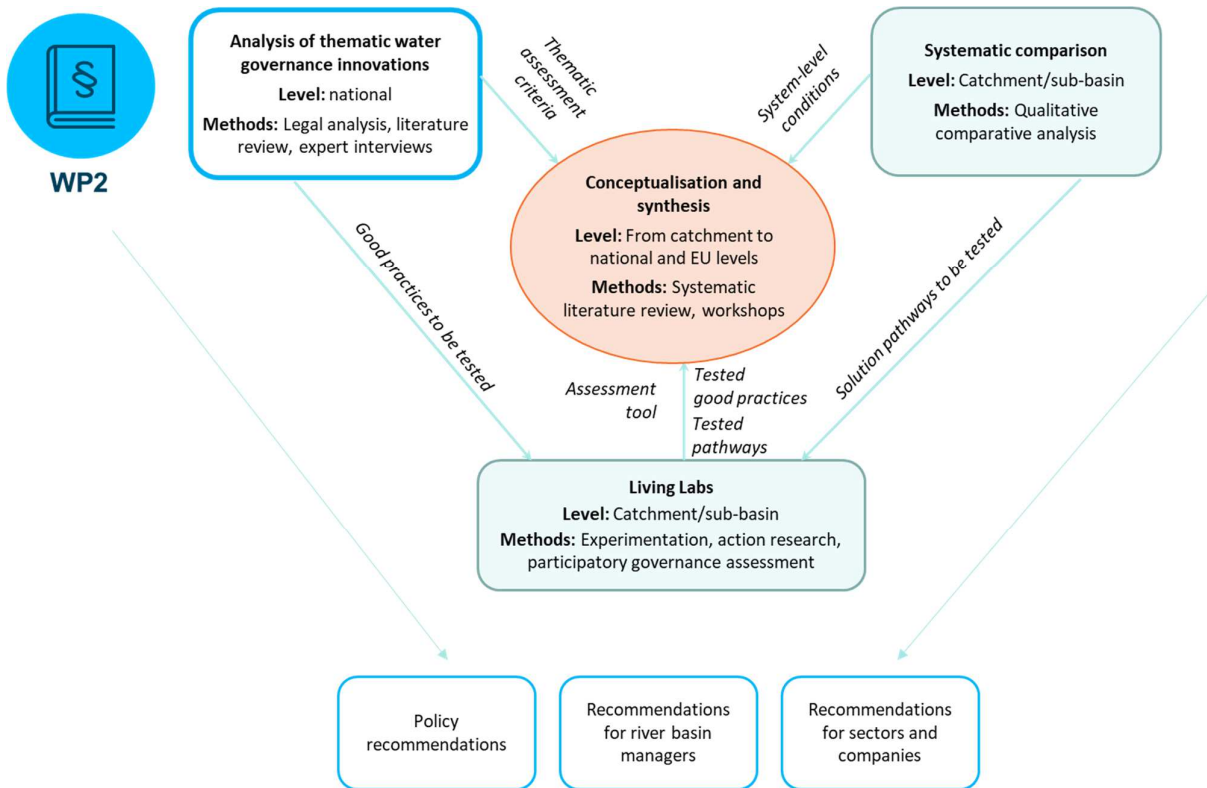 §
WP2
Analysis of thematic water
governance innovations
Level: national
Methods: Legal analysis, literature
review, expert interviews
Thematic
assessment
criteria
System-level
conditions
Systematic comparison
Level: Catchment/sub-basin
Methods: Qualitative
comparative analysis
Conceptualisation and
synthesis
Level: From catchment to
national and EU levels
Methods: Systematic
literature review, workshops
Good practices to be tested
Solution pathways to be tested
Assessment
tool
Tested
good practices
Tested
pathways
Living Labs
Level: Catchment/sub-basin
Methods: Experimentation, action research,
participatory governance assessment
Policy
recommendations
Recommendations
for river basin
managers
Recommendations
for sectors and
companies